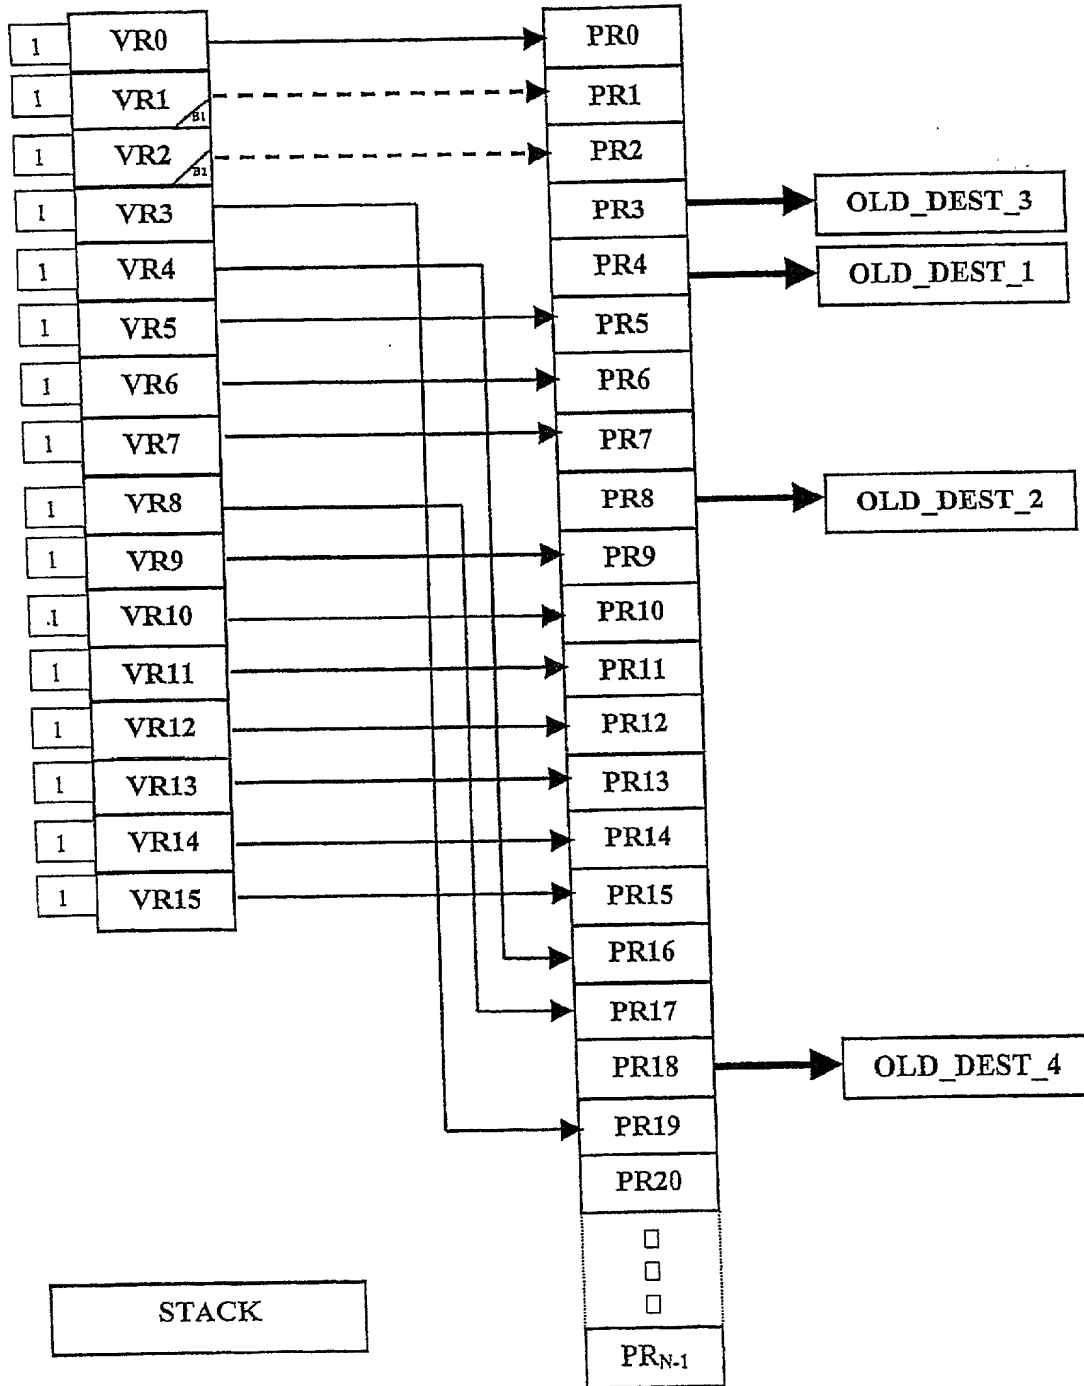 1 VR0 PR0
1 VR1 B1 PR1
1 VR2 B2 PR2
1 VR3 PR3 OLD_DEST_3
1 VR4 PR4 OLD_DEST_1
1 VR5 PR5
1 VR6 PR6
1 VR7 PR7
1 VR8 PR8 OLD_DEST_2
1 VR9 PR9
.1 VR10 PR10
1 VR11 PR11
1 VR12 PR12
1 VR13 PR13
1 VR14 PR14
1 VR15 PR15
PR16
PR17
PR18 OLD_DEST_4
PR19
PR20
STACK
PRN-1